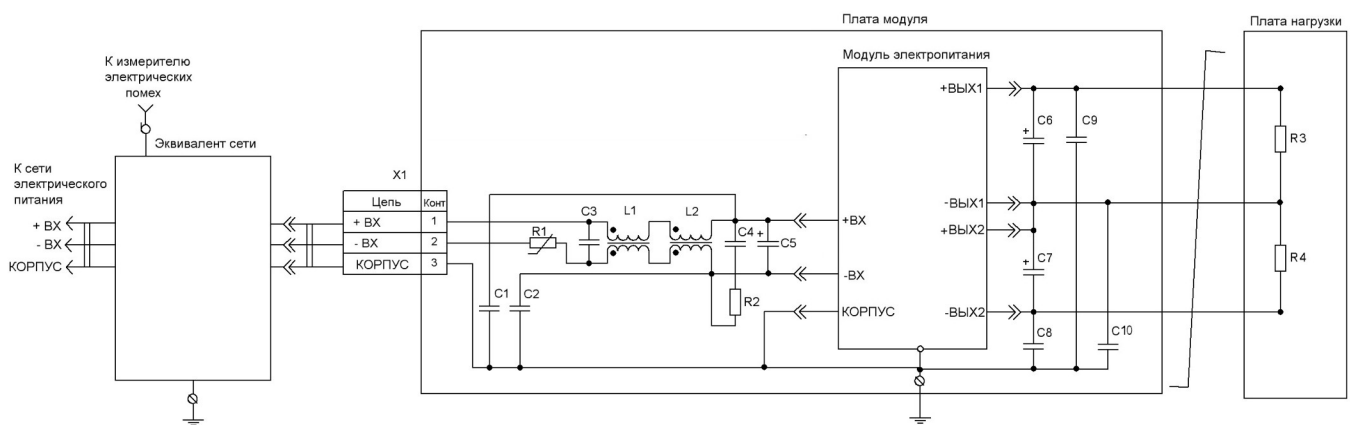 Плата модуля
Плата нагрузки
К измерителю
электрических
помех
Модуль электропитания
Эквивалент сети
К сети
электрического
питания
+ ВХ
- ВХ
КОРПУС
X1
Цепь Конт
+ ВХ 1
- ВХ 2
КОРПУС 3
R1
C3
L1
L2
C4
+
C5
C1
C2
R2
+ВХ
-ВХ
КОРПУС
+ВЫХ1
-ВЫХ1
+ВЫХ2
-ВЫХ2
+
C6
C9
+
C7
C8
C10
R3
R4